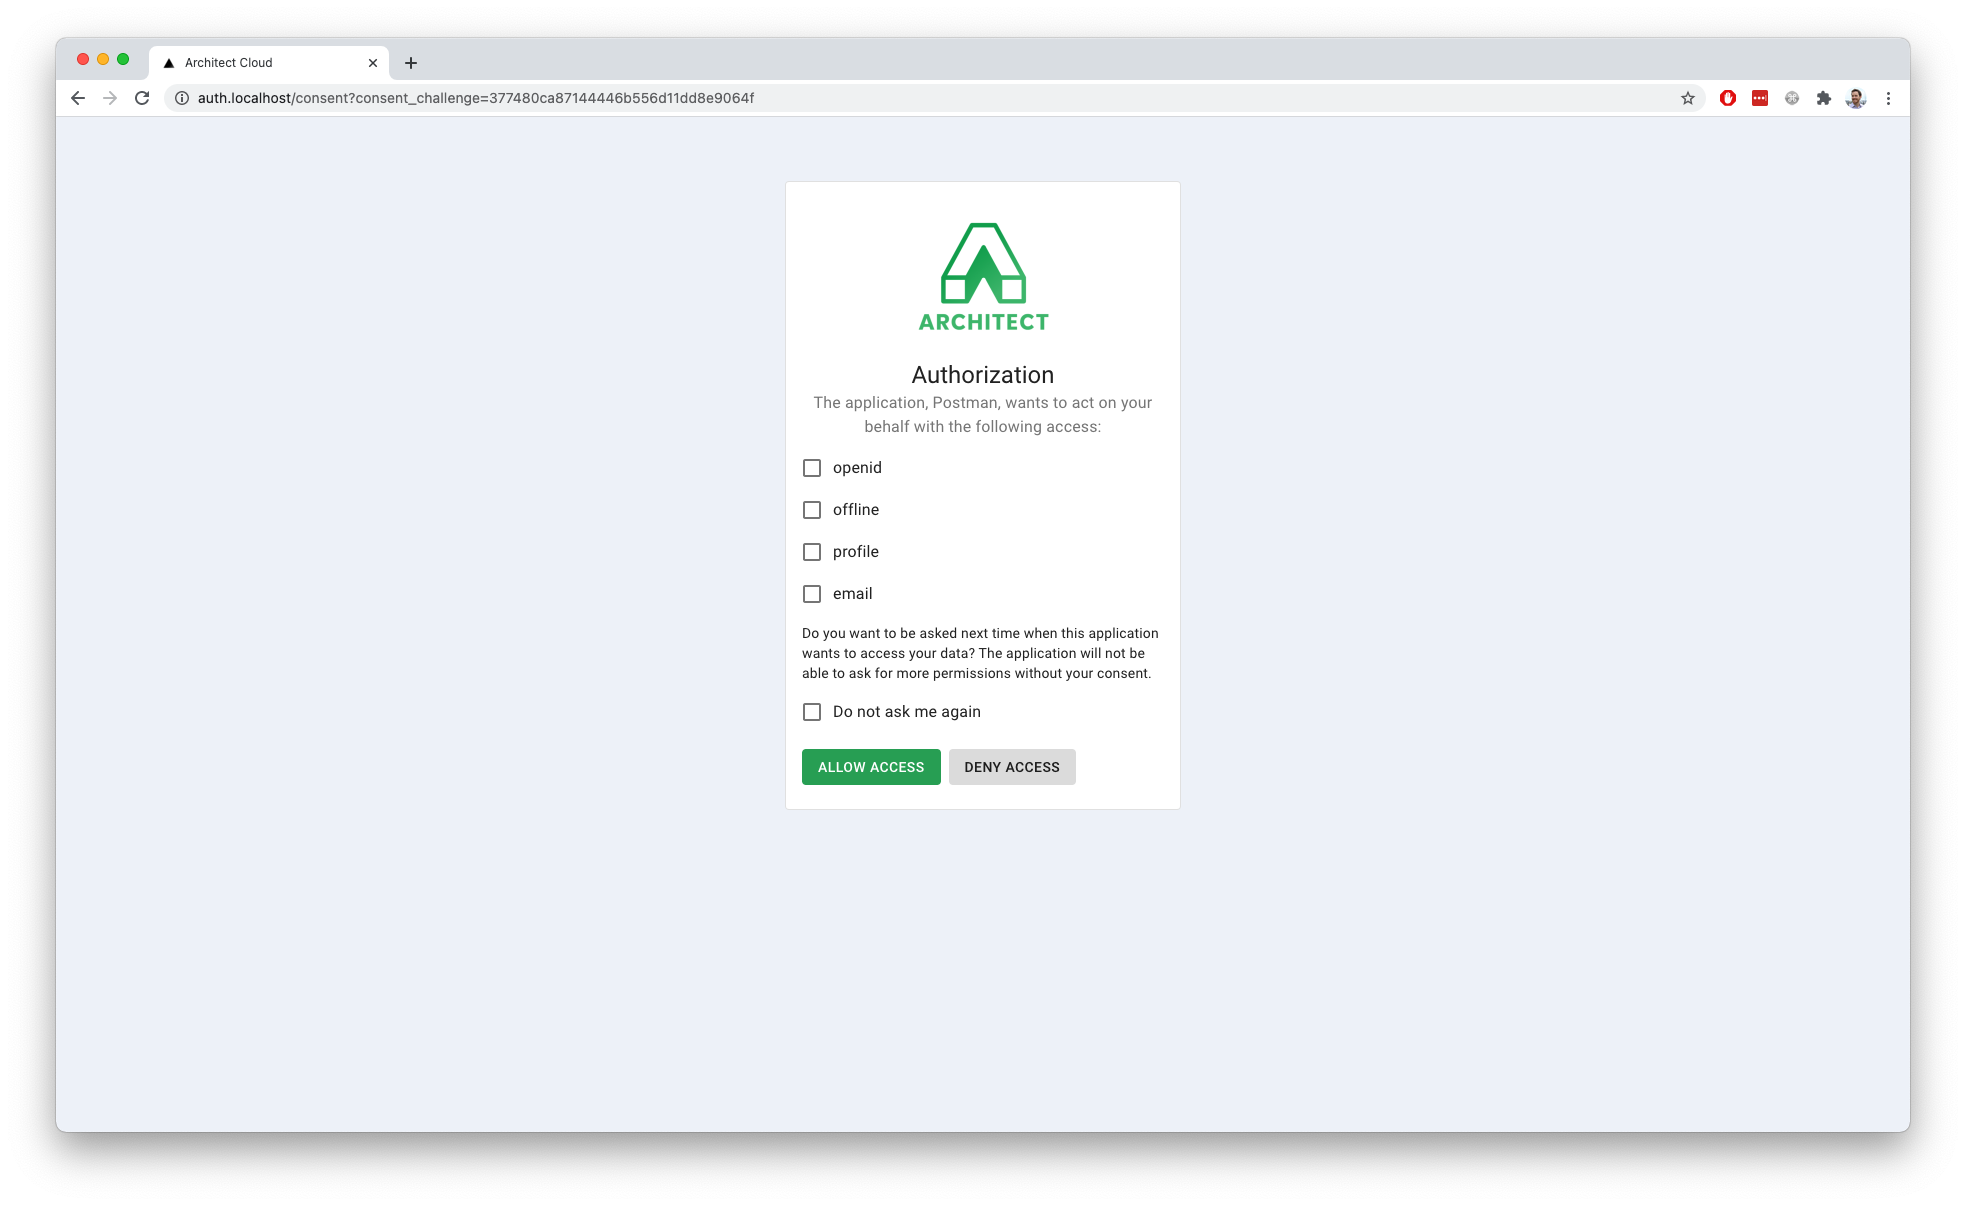 Architect Cloud
auth.localhost/consent?consent_challenge=377480ca87144446b556d11dd8e9064f
ARCHITECT
Authorization
The application, Postman, wants to act on your
behalf with the following access:
openid
offline
profile
email
Do you want to be asked next time when this application
wants to access your data? The application will not be
able to ask for more permissions without your consent.
Do not ask me again
ALLOW ACCESS DENY ACCESS